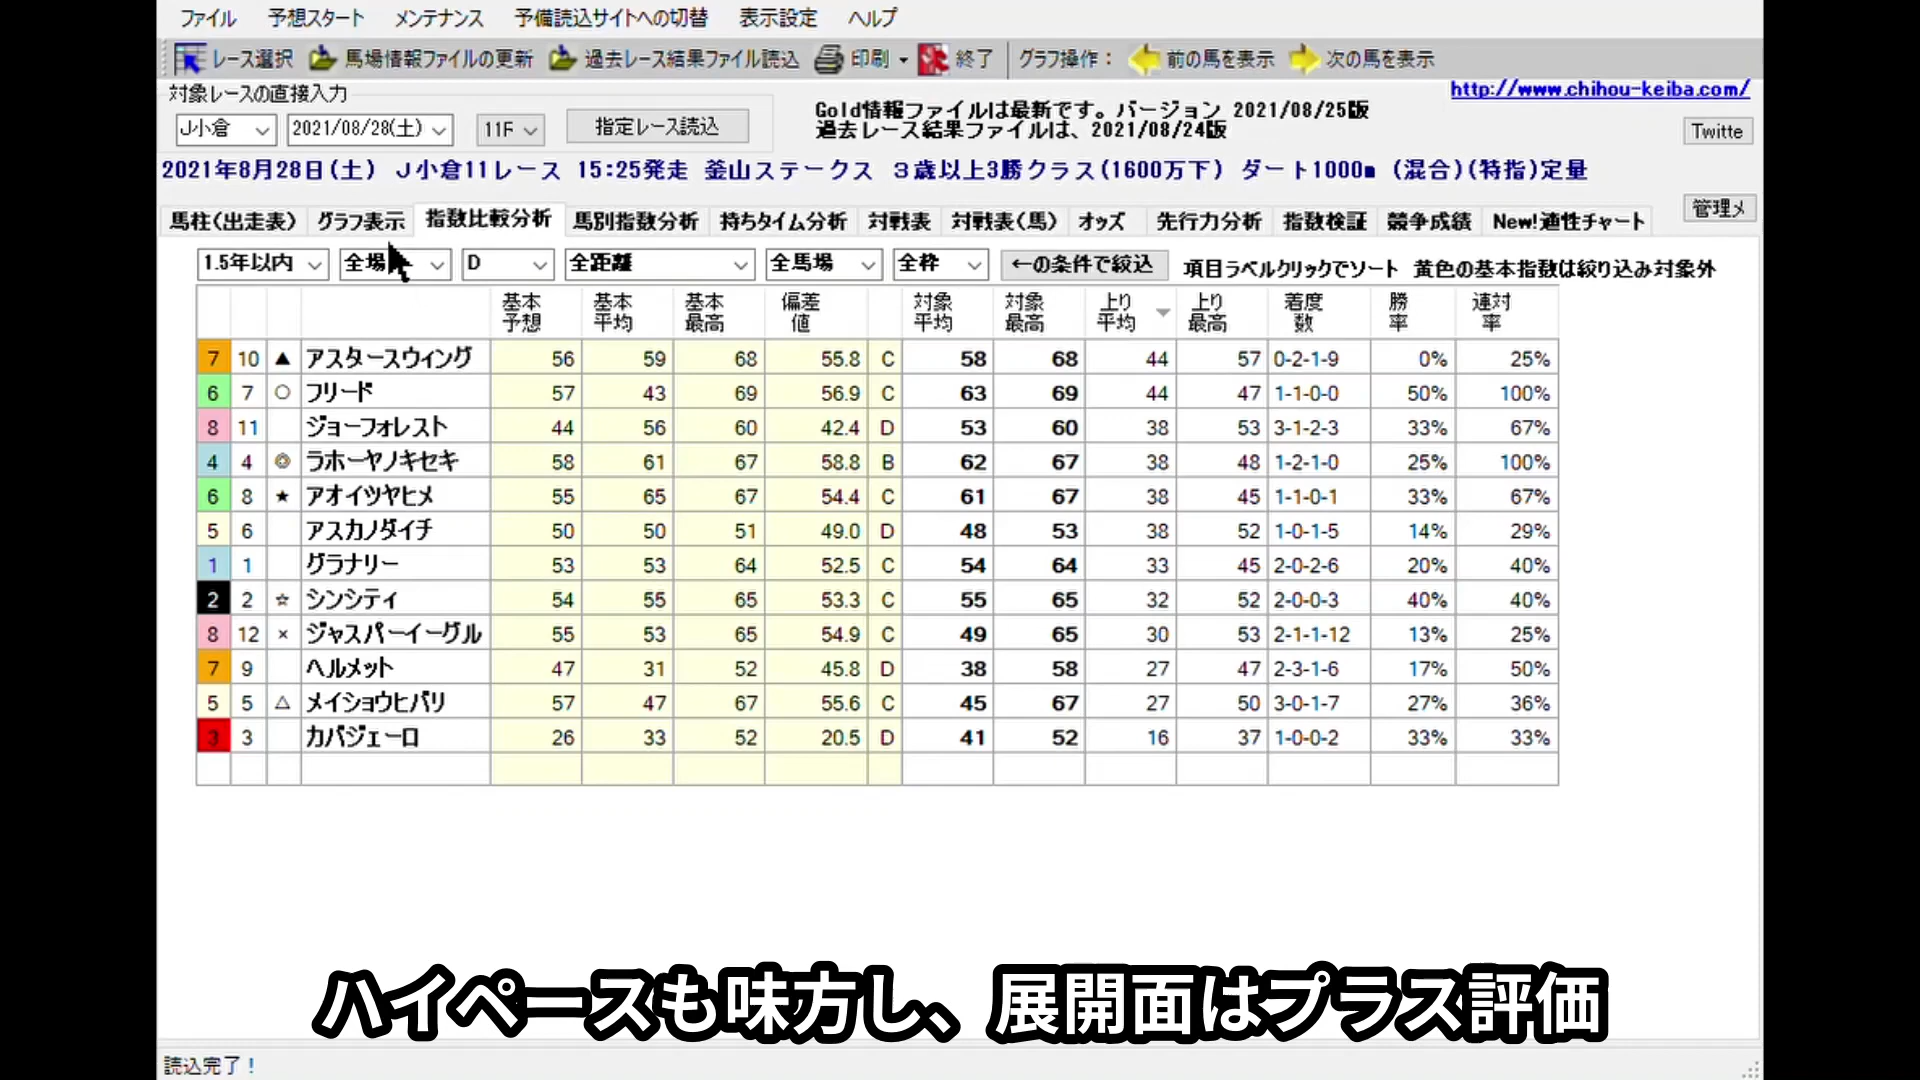 ファイル 予想スタート メンテナンス 予備読込サイトへの切替 表示設定 ヘルプ
レース選択 馬場情報ファイルの更新 過去レース結果ファイル読込 印刷 終了 グラフ操作： 前の馬を表示 次の馬を表示
対象レースの直接入力
http://www.chihou-keiba.com/
J小倉 2021/08/28(土) 11F 指定レース読込
Gold情報ファイルは最新です。バージョン 2021/08/25版
過去レース結果ファイルは、2021/08/24版
Twitte
2021年8月28日(土) J小倉11レース 15:25発走 釜山ステークス 3歳以上3勝クラス(1600万下) ダート1000m (混合)(特指)定量
管理メ
馬柱(出走表) グラフ表示 指数比較分析 馬別指数分析 持ちタイム分析 対戦表 対戦表(馬) オッズ 先行力分析 指数検証 競争成績 New!適性チャート
1.5年以内 全場 D 全距離 全馬場 全枠 ←の条件で絞込 項目ラベルクリックでソート 黄色の基本指数は絞り込み対象外
基本予想 基本平均 基本最高 偏差値 対象平均 対象最高 上り平均 上り最高 着度数 勝率 連対率
7 10 ▲ アスタースウィング 56 59 68 55.8 C 58 68 44 57 0-2-1-9 0% 25%
6 7 ○ フリード 57 43 69 56.9 C 63 69 44 47 1-1-0-0 50% 100%
8 11 ジョーフォレスト 44 56 60 42.4 D 53 60 38 53 3-1-2-3 33% 67%
4 4 ◎ ラホーヤノキセキ 58 61 67 58.8 B 62 67 38 48 1-2-1-0 25% 100%
6 8 ★ アオイツヤヒメ 55 65 67 54.4 C 61 67 38 45 1-1-0-1 33% 67%
5 6 アスカノダイチ 50 50 51 49.0 D 48 53 38 52 1-0-1-5 14% 29%
1 1 グラナリー 53 53 64 52.5 C 54 64 33 45 2-0-2-6 20% 40%
2 2 ☆ シンシティ 54 55 65 53.3 C 55 65 32 52 2-0-0-3 40% 40%
8 12 × ジャスパーイーグル 55 53 65 54.9 C 49 65 30 53 2-1-1-12 13% 25%
7 9 ヘルメット 47 31 52 45.8 D 38 58 27 47 2-3-1-6 17% 50%
5 5 △ メイショウヒバリ 57 47 67 55.6 C 45 67 27 50 3-0-1-7 27% 36%
3 3 カバジェーロ 26 33 52 20.5 D 41 52 16 37 1-0-0-2 33% 33%
ハイペースも味方し、展開面はプラス評価
読込完了！